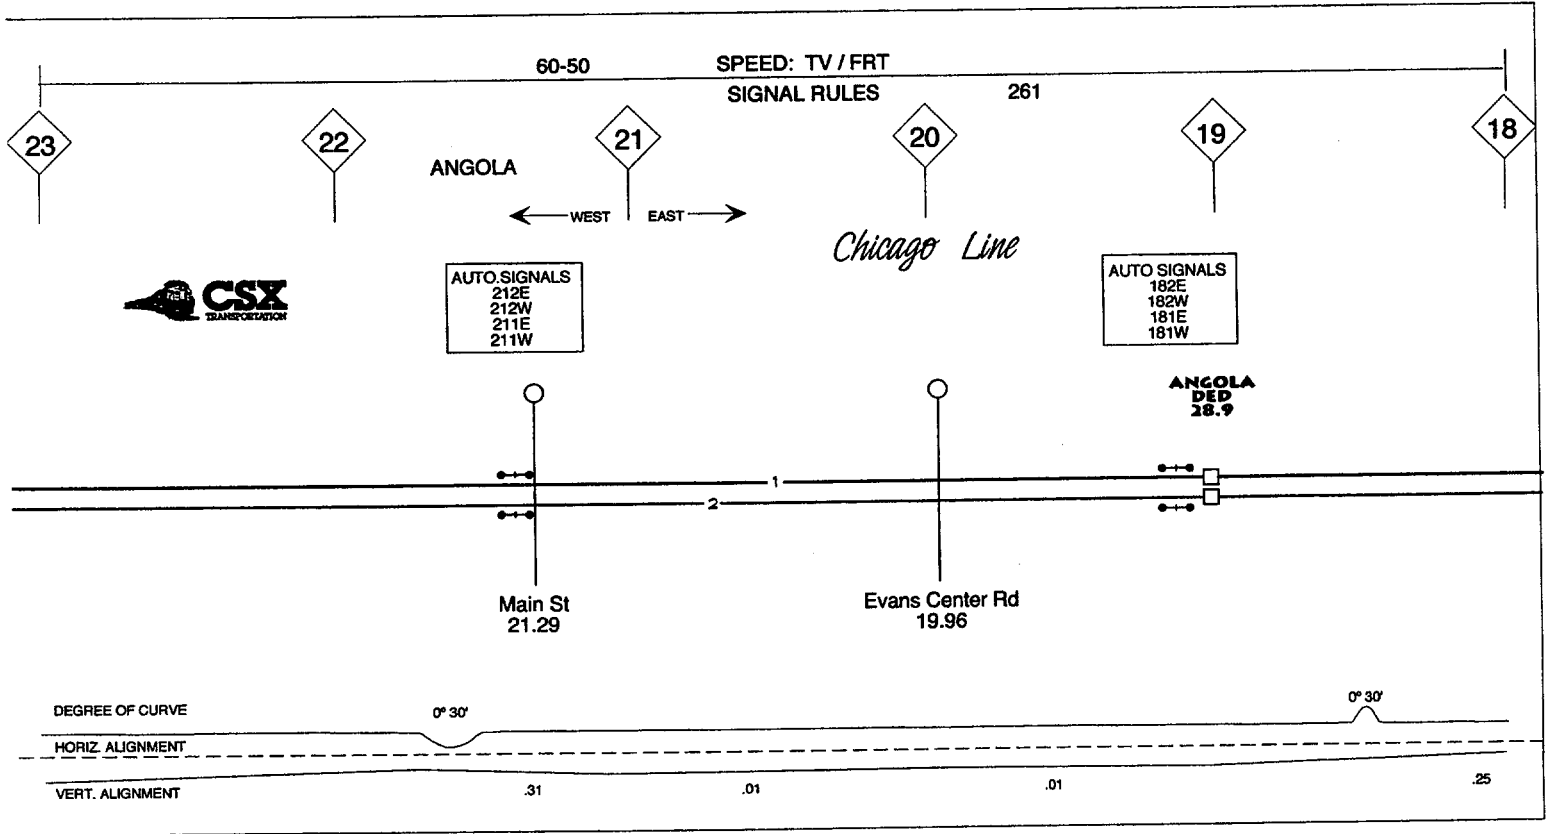 60-50 SPEED: TV / FRT
SIGNAL RULES 261
23 22 21 20 19 18
ANGOLA
WEST EAST
Chicago Line
CSX
TRANSPORTATION
AUTO.SIGNALS
212E
212W
211E
211W
AUTO SIGNALS
182E
182W
181E
181W
ANGOLA
DED
28.9
1
2
Main St
21.29
Evans Center Rd
19.96
DEGREE OF CURVE 0° 30' 0° 30'
HORIZ. ALIGNMENT
VERT. ALIGNMENT .31 .01 .01 .25